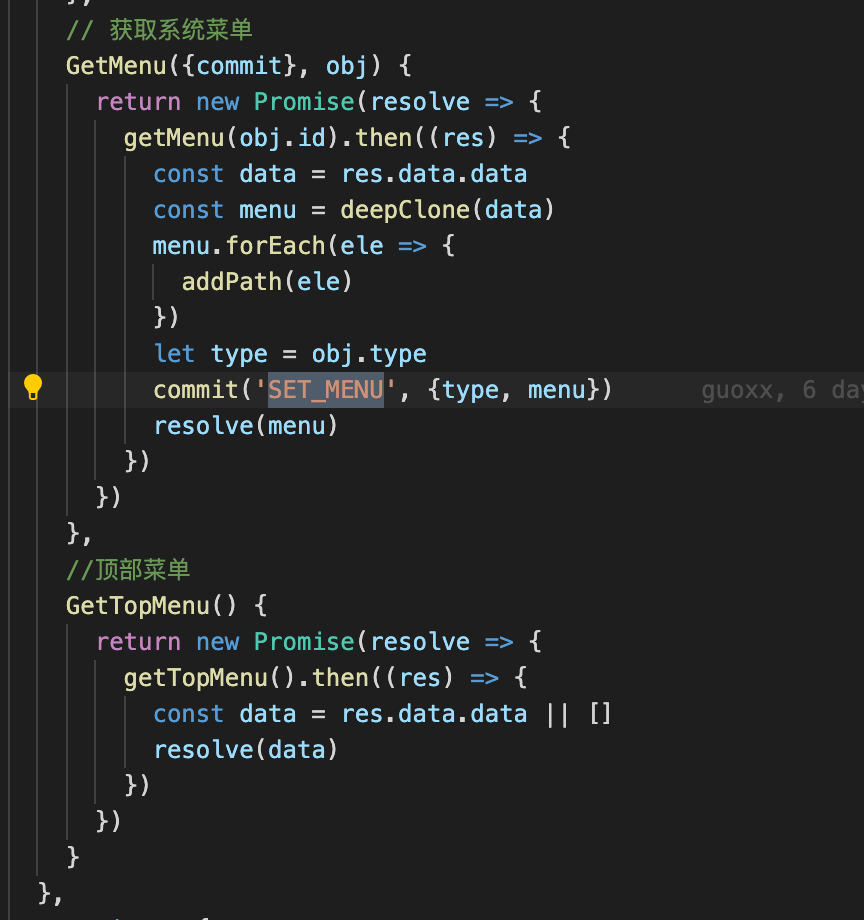 },
// 获取系统菜单
GetMenu({commit}, obj) {
return new Promise(resolve => {
getMenu(obj.id).then((res) => {
const data = res.data.data
const menu = deepClone(data)
menu.forEach(ele => {
addPath(ele)
})
let type = obj.type
commit('SET_MENU', {type, menu}) guoxx, 6 day
resolve(menu)
})
})
},
//顶部菜单
GetTopMenu() {
return new Promise(resolve => {
getTopMenu().then((res) => {
const data = res.data.data || []
resolve(data)
})
})
}
},